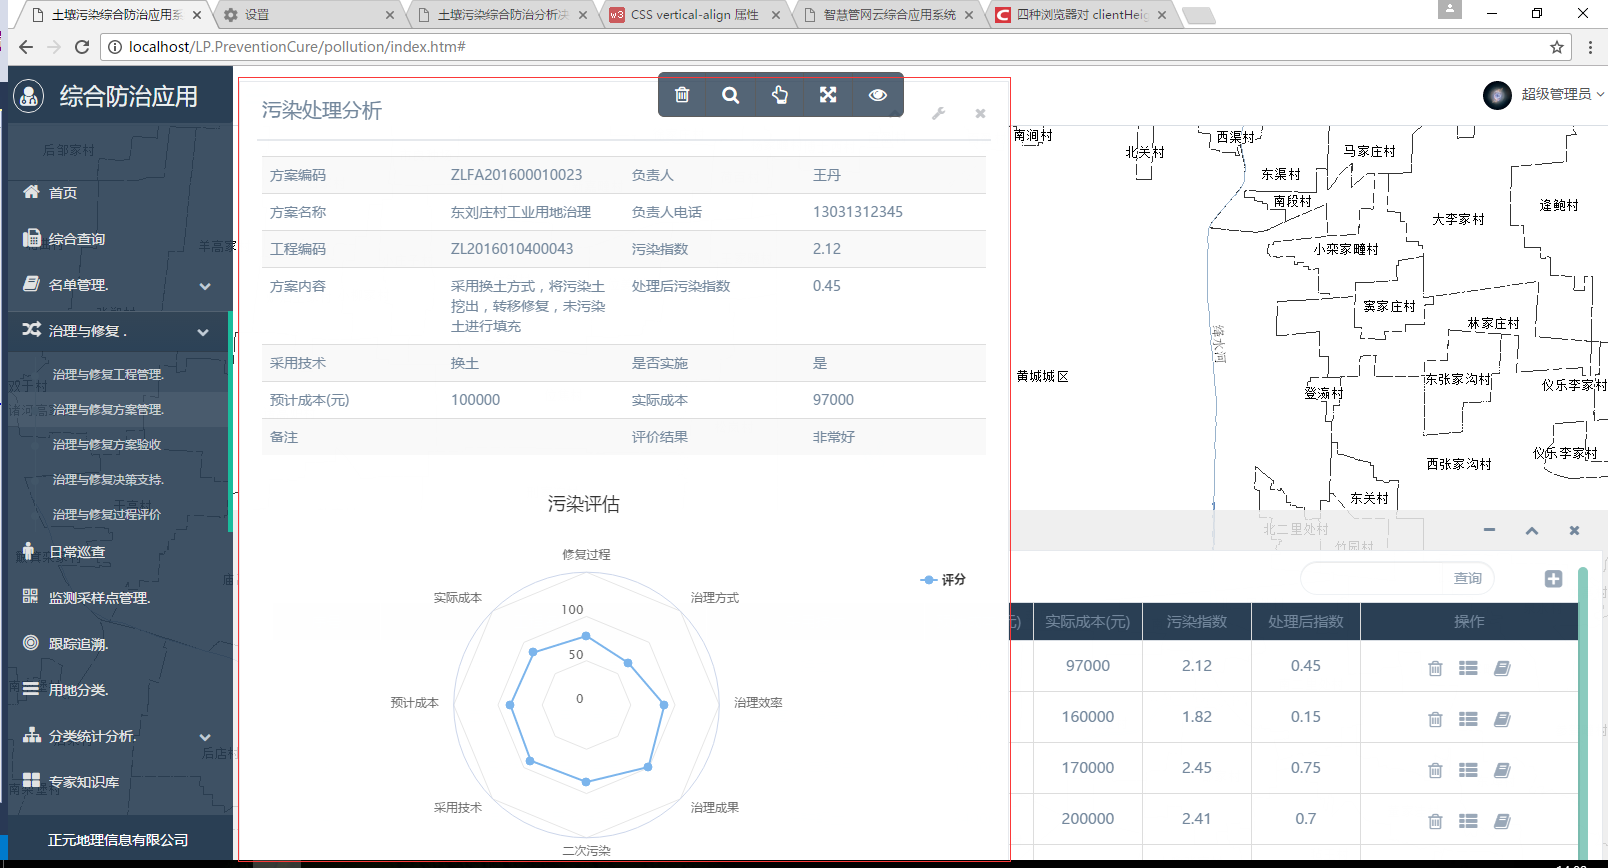 土壤污染综合防治应用系
设置
土壤污染综合防治分析决
CSS vertical-align 属性
智慧管网云综合应用系统
四种浏览器对 clientHeig
localhost/LP.PreventionCure/pollution/index.htm#
综合防治应用
超级管理员
首页
综合查询
名单管理.
治理与修复 .
治理与修复工程管理.
治理与修复方案管理.
治理与修复方案验收
治理与修复决策支持.
治理与修复过程评价
日常巡查
监测采样点管理.
跟踪追溯.
用地分类.
分类统计分析.
专家知识库
正元地理信息有限公司
后邹家村
羊高家
后店村
污染处理分析
方案编码 ZLFA201600010023 负责人 王丹
方案名称 东刘庄村工业用地治理 负责人电话 13031312345
工程编码 ZL2016010400043 污染指数 2.12
方案内容 采用换土方式，将污染土 处理后污染指数 0.45
挖出，转移修复，未污染
土进行填充
采用技术 换土 是否实施 是
预计成本(元) 100000 实际成本 97000
备注 评价结果 非常好
污染评估
修复过程
治理方式
治理效率
治理成果
二次污染
采用技术
预计成本
实际成本
100
50
0
评分
南涧村
北关村
西渠村
马家庄村
东渠村
南段村
大李家村
逄鲍村
小栾家疃村
窦家庄村
林家庄村
绛水河
黄城城区
登瀛村
东张家沟村
仪乐李家村
仪乐李家村
西张家沟村
东关村
北二里处村
竹园村
查询
元) 实际成本(元) 污染指数 处理后指数 操作
97000 2.12 0.45
160000 1.82 0.15
170000 2.45 0.75
200000 2.41 0.7